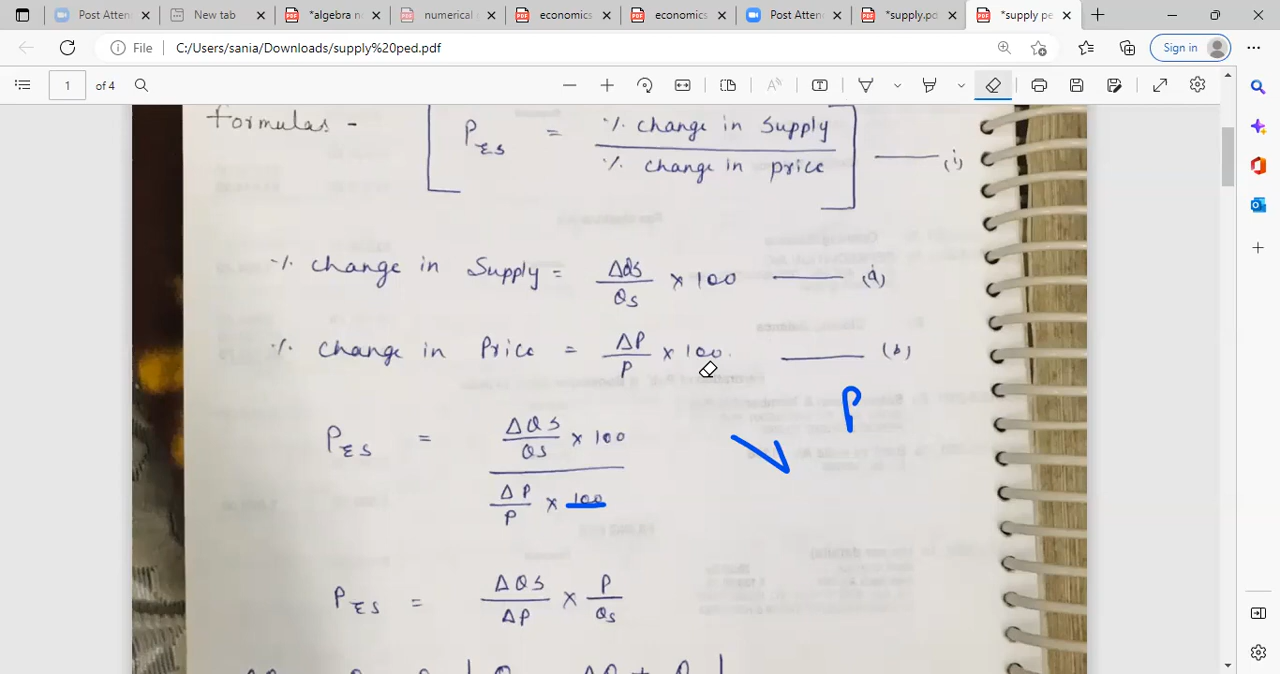 Post Atten
New tab
*algebra n
numerical
economics
economics
Post Atten
*supply.pd
*supply pe
File
C:/Users/sania/Downloads/supply%20ped.pdf
Sign in
1 of 4
Formulas - PES = % change in Supply / % change in price (i)
% change in Supply = ΔQS / QS × 100 (a)
% change in Price = ΔP / P × 100. (b)
P
PES = ΔQS / QS × 100 / ΔP / P × 100
PES = ΔQS / ΔP × P / QS